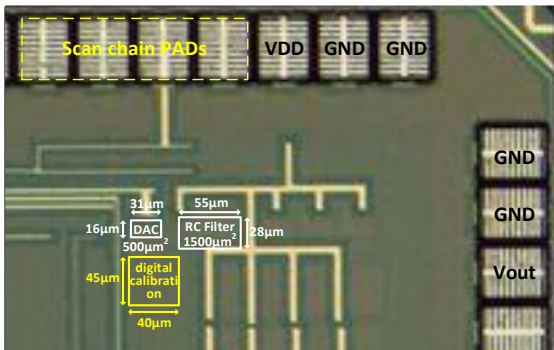 Scan chain PADs
VDD
GND
GND
GND
GND
Vout
31µm
55µm
16µm
DAC
500µm²
RC Filter
1500µm²
28µm
45µm
digital
calibrati
on
40µm